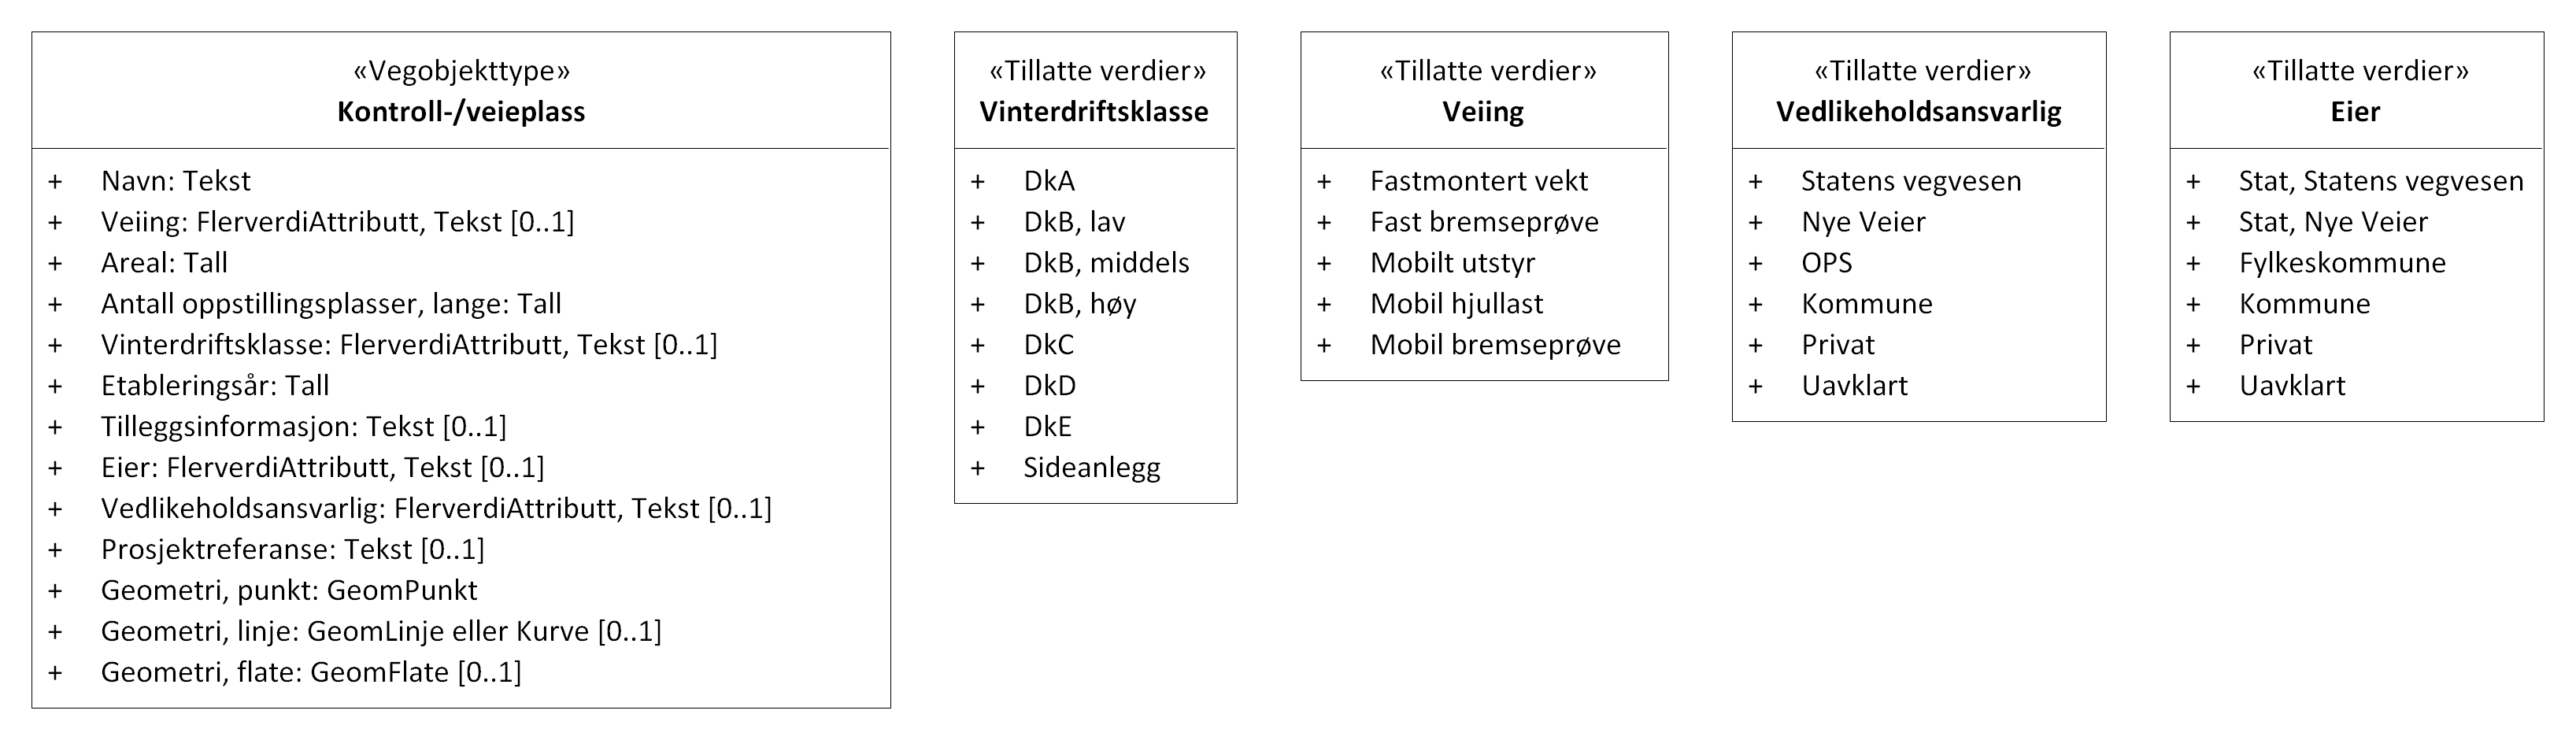 «Vegobjekttype»
Kontroll-/veieplass
+ Navn: Tekst
+ Veiing: FlerverdiAttributt, Tekst [0..1]
+ Areal: Tall
+ Antall oppstillingsplasser, lange: Tall
+ Vinterdriftsklasse: FlerverdiAttributt, Tekst [0..1]
+ Etableringsår: Tall
+ Tilleggsinformasjon: Tekst [0..1]
+ Eier: FlerverdiAttributt, Tekst [0..1]
+ Vedlikeholdsansvarlig: FlerverdiAttributt, Tekst [0..1]
+ Prosjektreferanse: Tekst [0..1]
+ Geometri, punkt: GeomPunkt
+ Geometri, linje: GeomLinje eller Kurve [0..1]
+ Geometri, flate: GeomFlate [0..1]
«Tillatte verdier»
Vinterdriftsklasse
+ DkA
+ DkB, lav
+ DkB, middels
+ DkB, høy
+ DkC
+ DkD
+ DkE
+ Sideanlegg
«Tillatte verdier»
Veiing
+ Fastmontert vekt
+ Fast bremseprøve
+ Mobilt utstyr
+ Mobil hjullast
+ Mobil bremseprøve
«Tillatte verdier»
Vedlikeholdsansvarlig
+ Statens vegvesen
+ Nye Veier
+ OPS
+ Kommune
+ Privat
+ Uavklart
«Tillatte verdier»
Eier
+ Stat, Statens vegvesen
+ Stat, Nye Veier
+ Fylkeskommune
+ Kommune
+ Privat
+ Uavklart